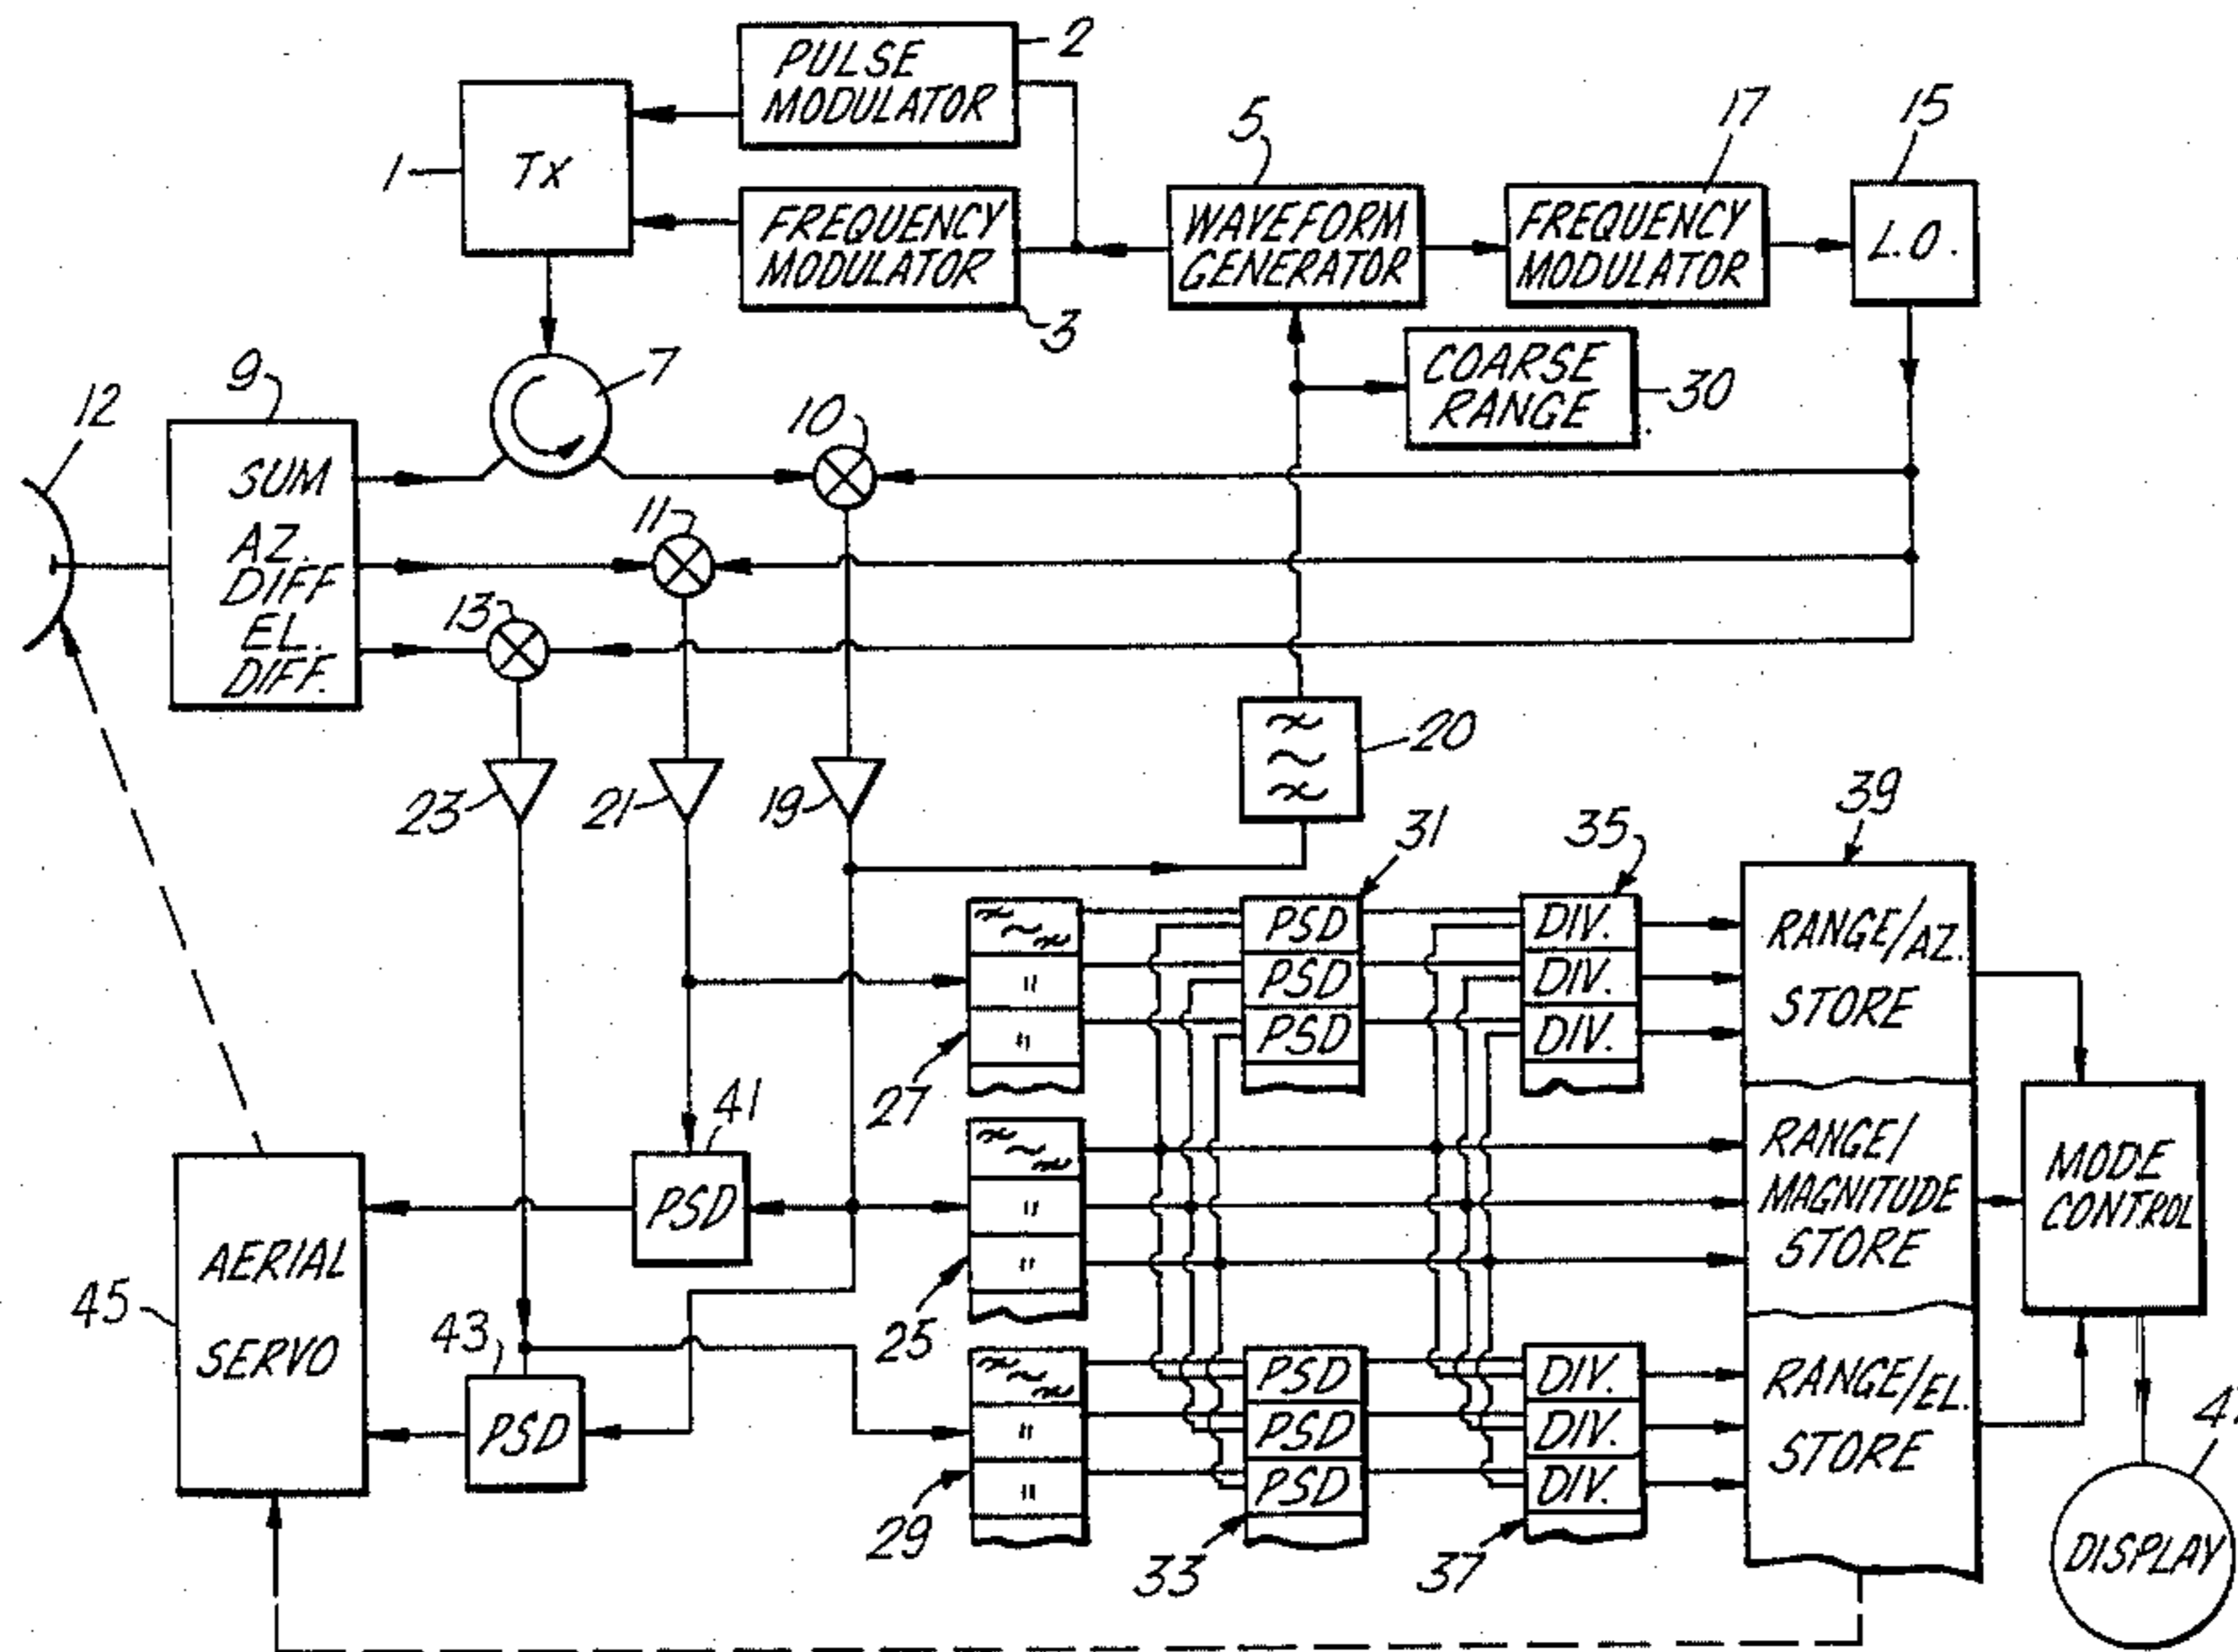 PULSE
MODULATOR
2
Tx
1
FREQUENCY
MODULATOR
3
5
WAVEFORM
GENERATOR
17
FREQUENCY
MODULATOR
15
L.O.
COARSE
RANGE
30
12
9
7
10
SUM
AZ.
DIFF
EL.
DIFF.
11
13
20
23
21
19
31
35
39
PSD
PSD
PSD
DIV.
DIV.
DIV.
RANGE/AZ.
STORE
"
"
27
41
PSD
"
"
25
RANGE/
MAGNITUDE
STORE
MODE
CONTROL
45
AERIAL
SERVO
43
PSD
"
"
29
PSD
PSD
PSD
33
DIV.
DIV.
DIV.
37
RANGE/EL.
STORE
DISPLAY